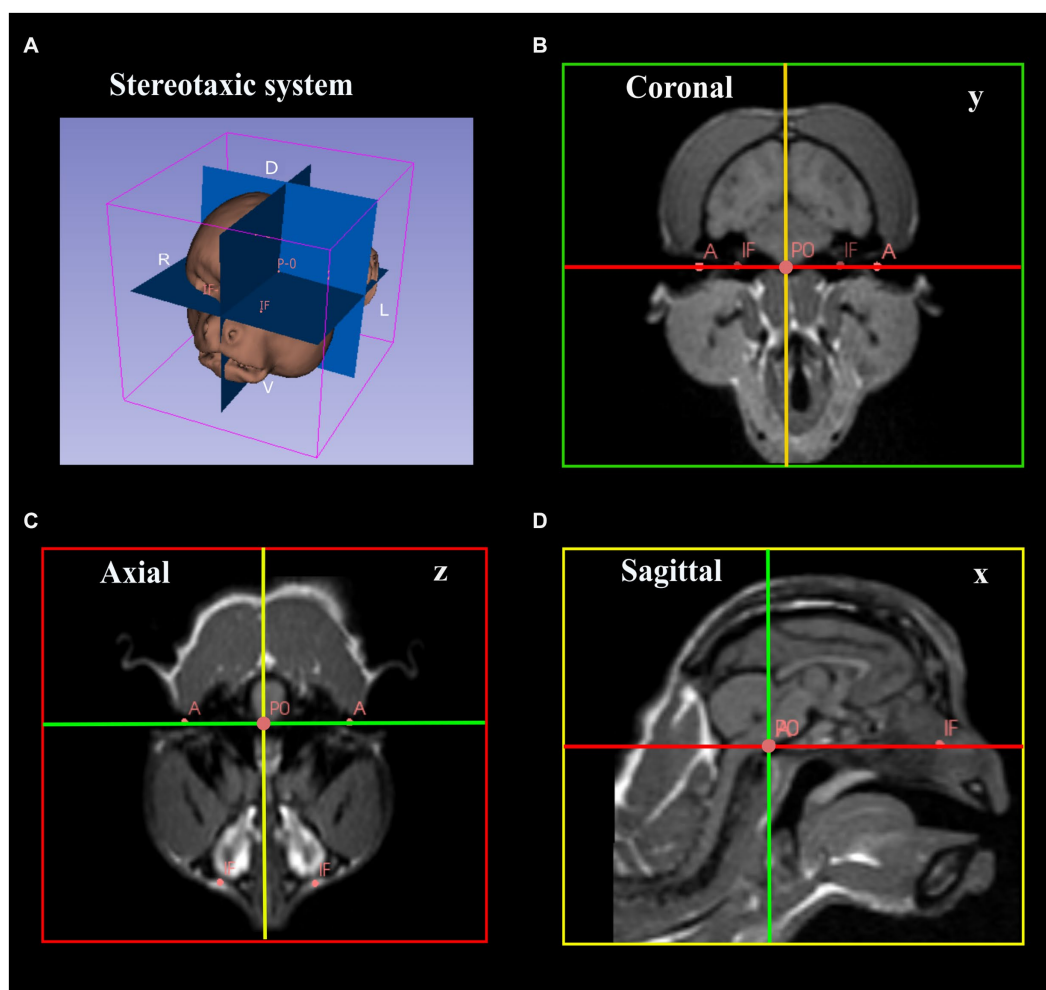 A
Stereotaxic system
D
R
P-0
IF
IF
L
V
B
Coronal
y
A IF PO IF A
C
Axial
z
A PO A
IF IF
D
Sagittal
x
PO IF
A